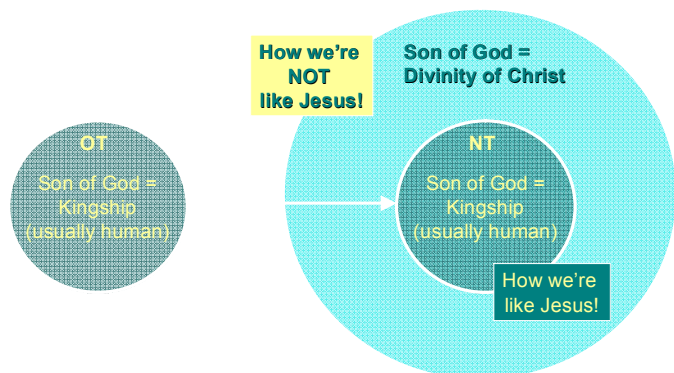 OT
Son of God =
Kingship
(usually human)
How we're
NOT
like Jesus!
Son of God =
Divinity of Christ
NT
Son of God =
Kingship
(usually human)
How we're
like Jesus!